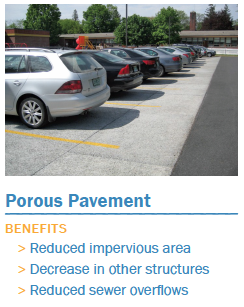 Porous Pavement
BENEFITS
> Reduced impervious area
> Decrease in other structures
> Reduced sewer overflows